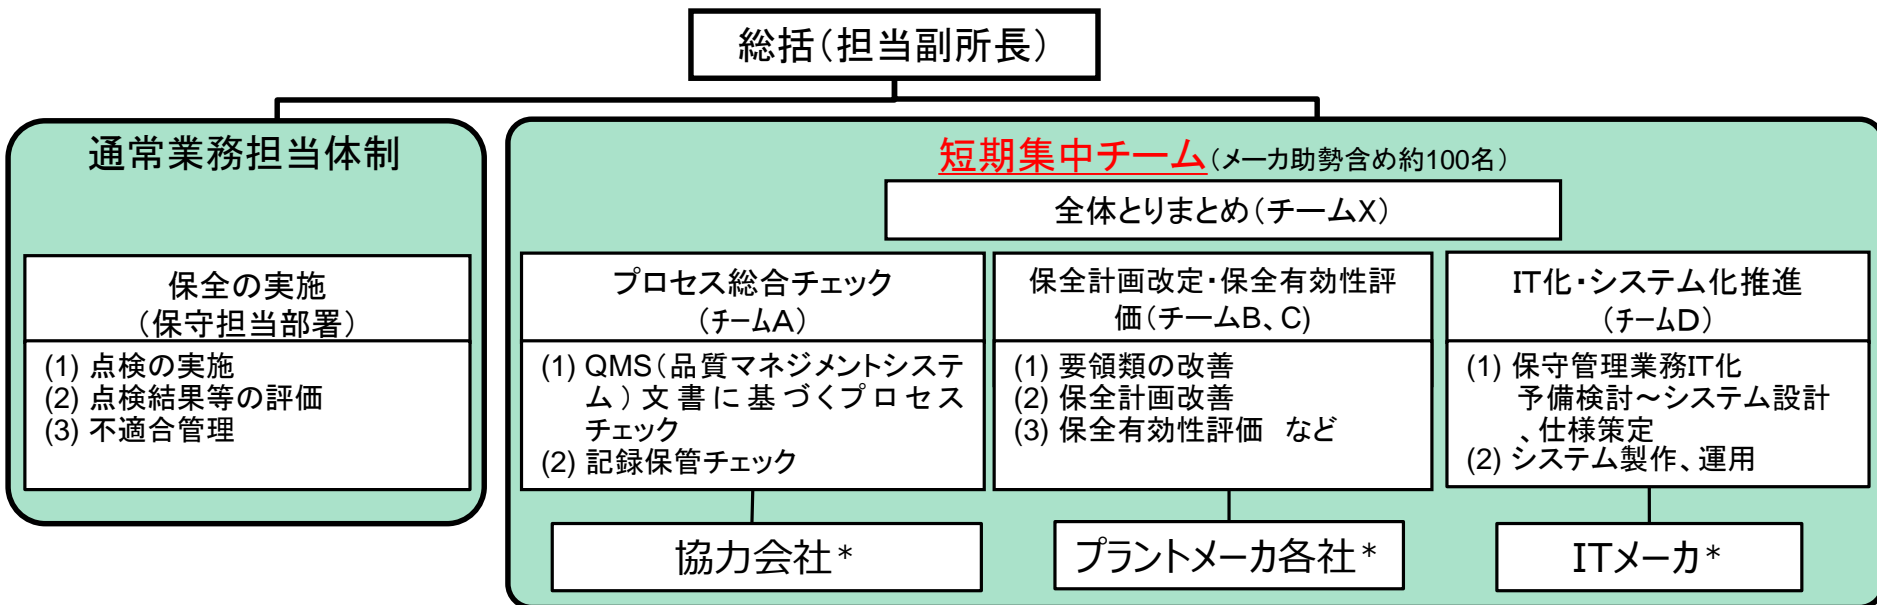 総括（担当副所長）
通常業務担当体制
保全の実施
（保守担当部署）
(1) 点検の実施
(2) 点検結果等の評価
(3) 不適合管理
短期集中チーム（メーカ助勢含め約100名）
全体とりまとめ（チームX）
プロセス総合チェック
（チームA）
(1) QMS（品質マネジメントシステ
ム）文書に基づくプロセス
チェック
(2) 記録保管チェック
協力会社*
保全計画改定・保全有効性評
価（チームB、C)
(1) 要領類の改善
(2) 保全計画改善
(3) 保全有効性評価　など
プラントメーカ各社*
IT化・システム化推進
（チームD）
(1) 保守管理業務IT化
予備検討～システム設計
、仕様策定
(2) システム製作、運用
ITメーカ*